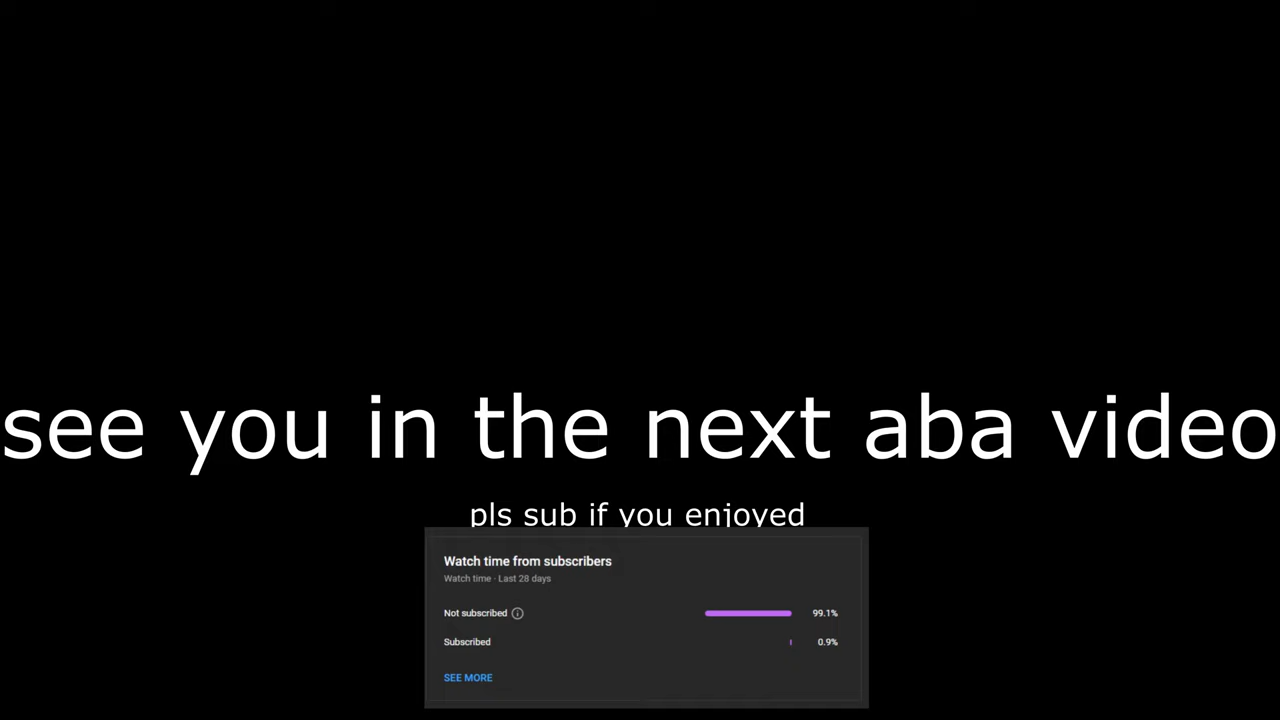 see you in the next aba video
pls sub if you enjoyed
Watch time from subscribers
Watch time · Last 28 days
Not subscribed 99.1%
Subscribed 0.9%
SEE MORE